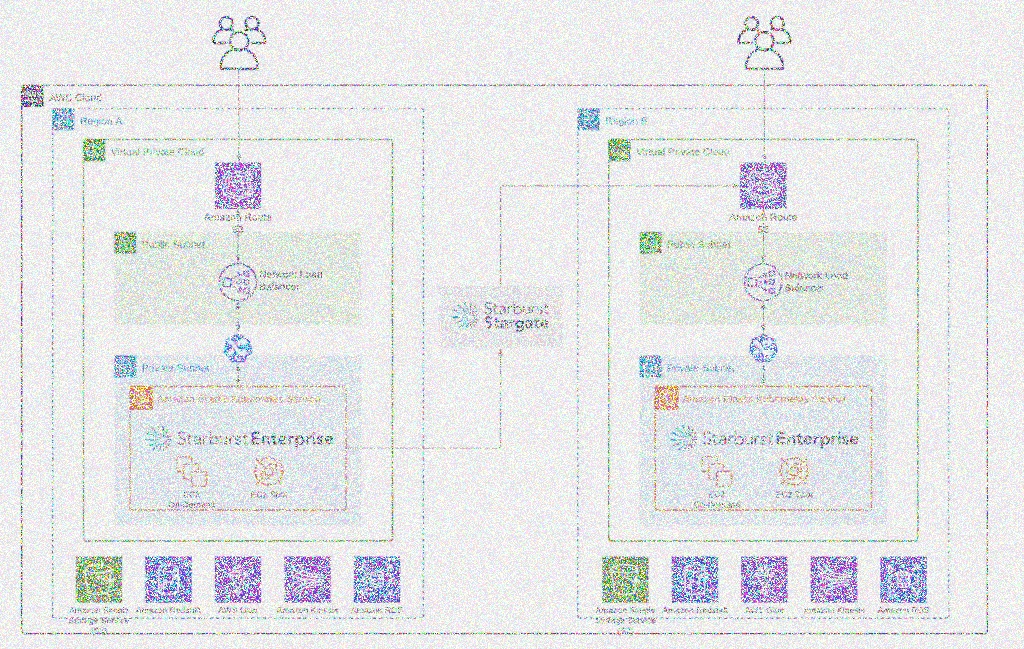 AWS Cloud
Region A
Virtual Private Cloud
Amazon Route
53
Public Subnet
Network Load
Balancer
Private Subnet
Amazon Elastic Kubernetes Service
Starburst Enterprise
EC2
On-Demand
EC2 Spot
Amazon Simple
Storage Service
(S3)
Amazon Redshift
AWS Glue
Amazon Kinesis
Amazon RDS
Starburst
Stargate
Region B
Virtual Private Cloud
Amazon Route
53
Public Subnet
Network Load
Balancer
Private Subnet
Amazon Elastic Kubernetes Service
Starburst Enterprise
EC2
On-Demand
EC2 Spot
Amazon Simple
Storage Service
(S3)
Amazon Redshift
AWS Glue
Amazon Kinesis
Amazon RDS